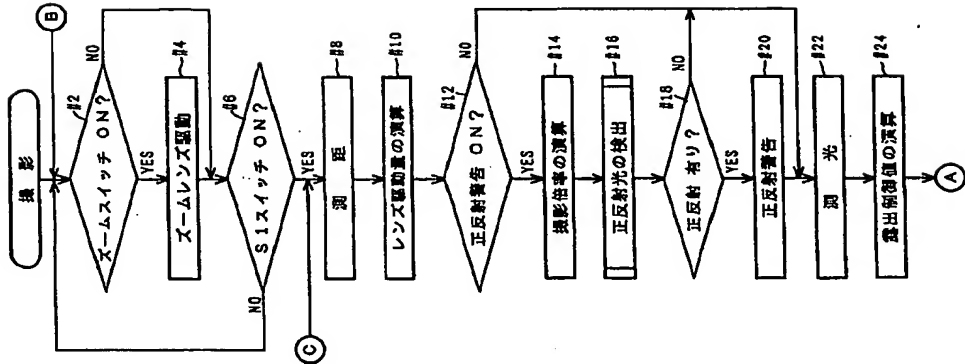 撮 影
B
ズームスイッチ ON?
#2
NO
YES
ズームレンズ駆動
#4
S1スイッチ ON?
#6
NO
YES
C
測 距
#8
レンズ駆動量の演算
#10
正反射警告 ON?
#12
NO
YES
撮影倍率の演算
#14
正反射光の検出
#16
正反射 有り?
#18
NO
YES
正反射警告
#20
測 光
#22
露出制御値の演算
#24
A